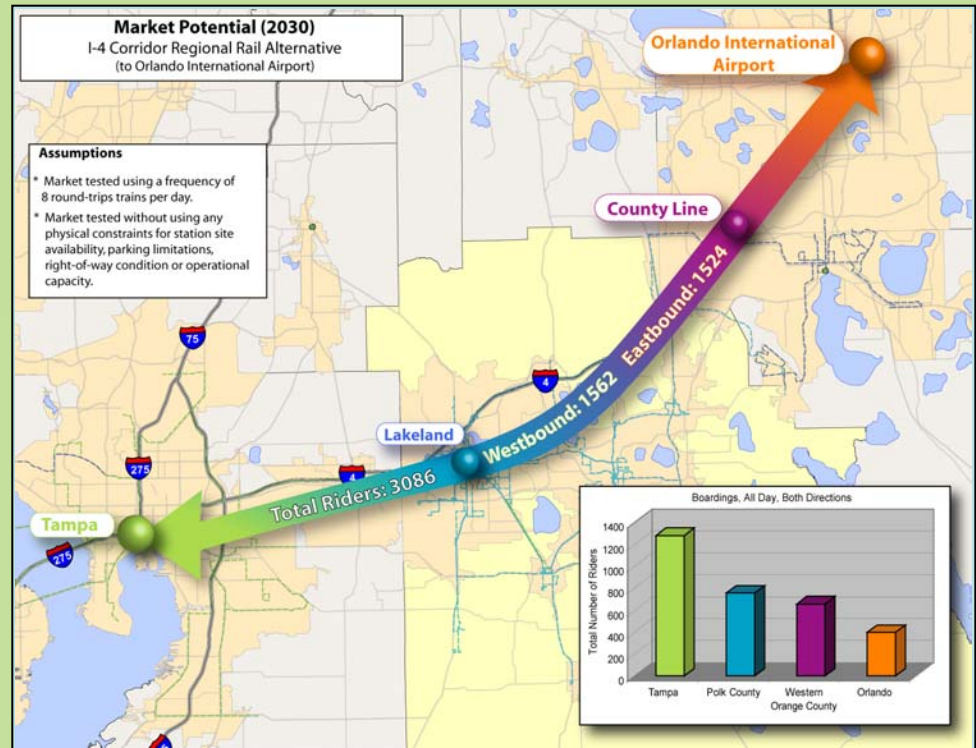 Market Potential (2030)
I-4 Corridor Regional Rail Alternative
(to Orlando International Airport)
Orlando International
Airport
Assumptions
* Market tested using a frequency of
8 round-trips trains per day.
* Market tested without using any
physical constraints for station site
availability, parking limitations,
right-of-way condition or operational
capacity.
County Line
75
Eastbound: 1524
4
Westbound: 1562
Lakeland
275
4
Total Riders: 3086
Tampa
275
Boardings, All Day, Both Directions
Total Number of Riders
1400
1200
1000
800
600
400
200
0
Tampa
Polk County
Western
Orange County
Orlando